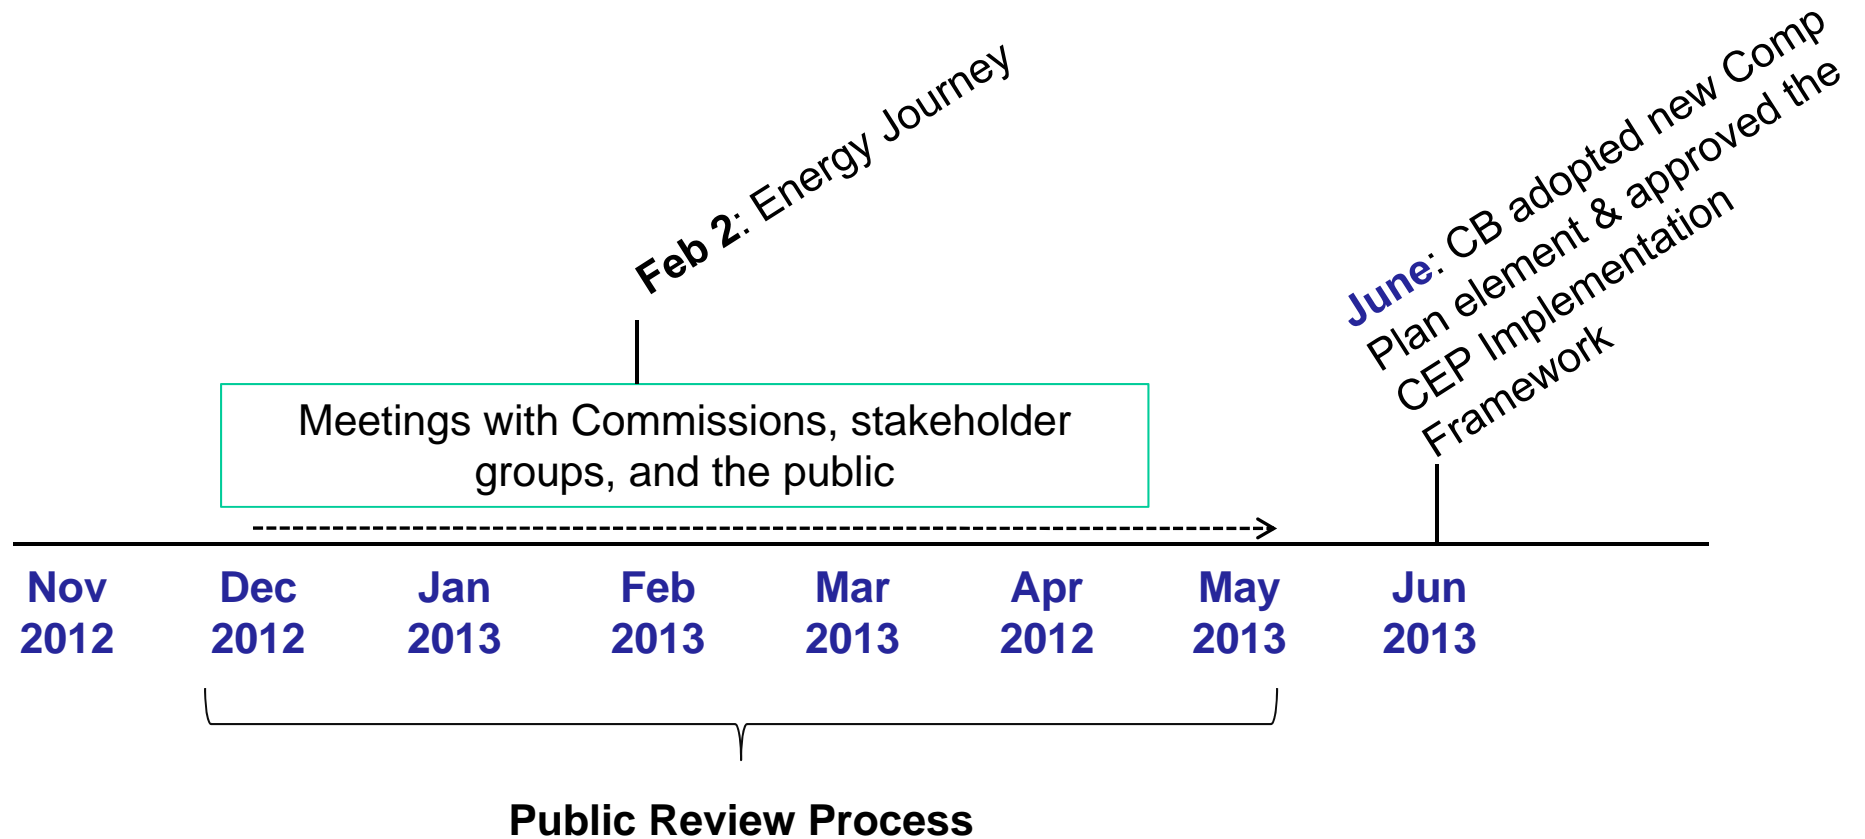 Feb 2: Energy Journey
June: CB adopted new Comp
Plan element & approved the
CEP Implementation
Framework
Meetings with Commissions, stakeholder
groups, and the public
Nov
2012
Dec
2012
Jan
2013
Feb
2013
Mar
2013
Apr
2012
May
2013
Jun
2013
Public Review Process